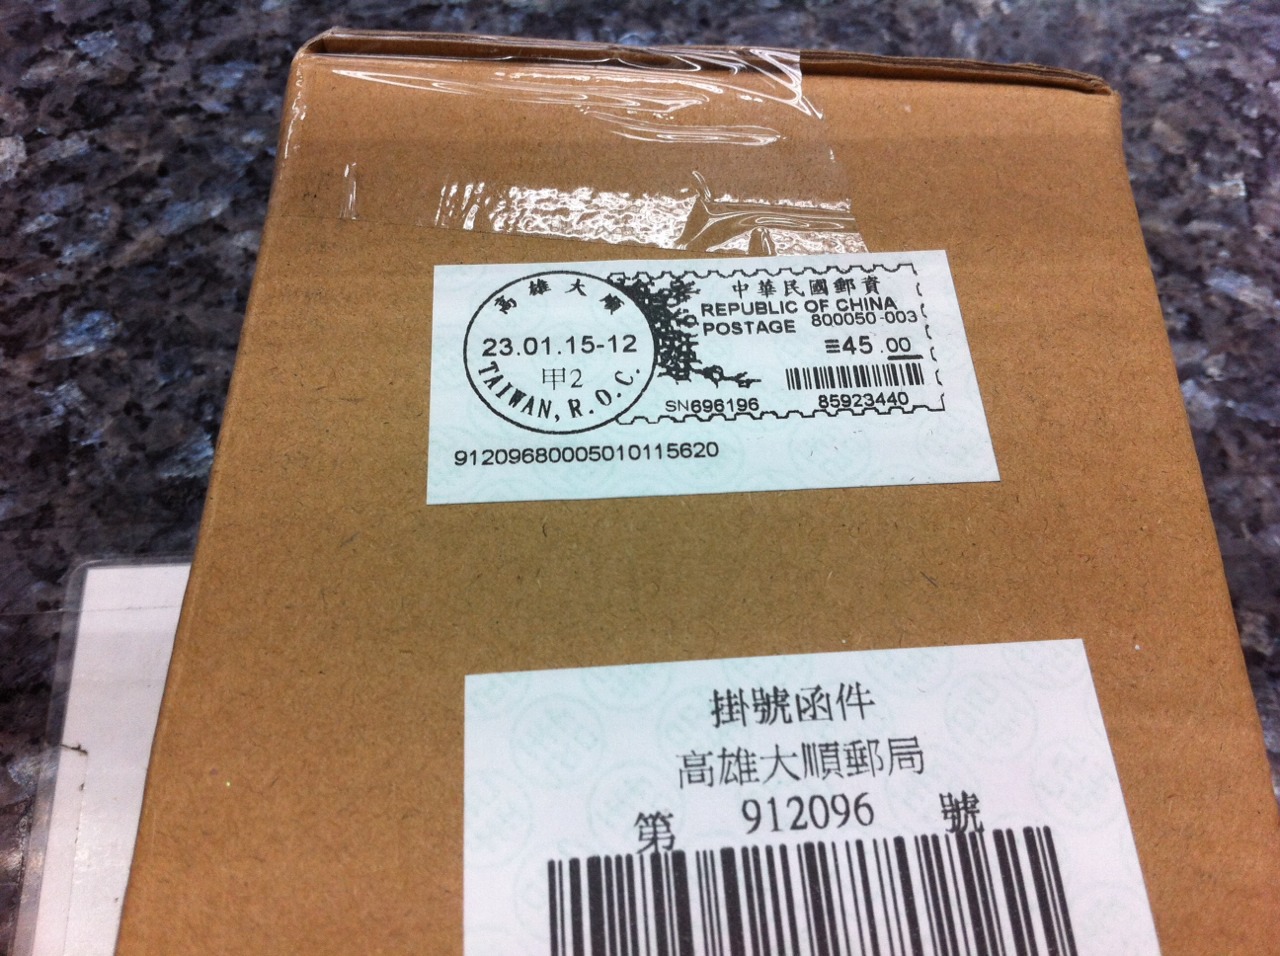 高雄大順
23.01.15-12
甲2
TAIWAN, R.O.C.
中華民國郵資
REPUBLIC OF CHINA
POSTAGE 800050-003
≡45.00
SN696196 85923440
91209680005010115620
掛號函件
高雄大順郵局
第 912096 號